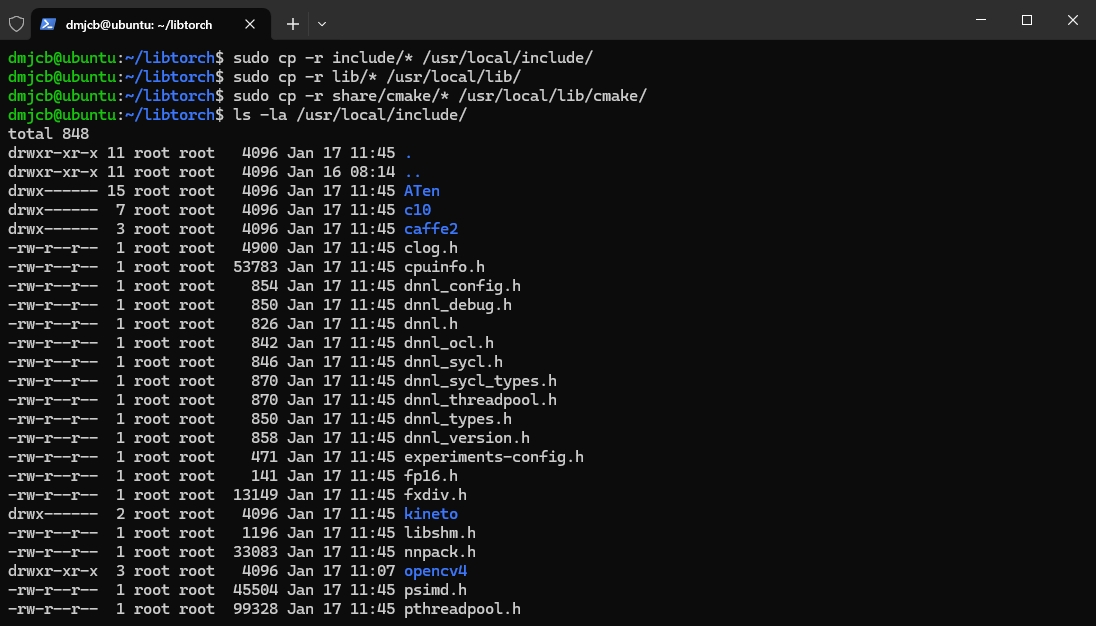 dmjcb@ubuntu: ~/libtorch
dmjcb@ubuntu:~/libtorch$ sudo cp -r include/* /usr/local/include/
dmjcb@ubuntu:~/libtorch$ sudo cp -r lib/* /usr/local/lib/
dmjcb@ubuntu:~/libtorch$ sudo cp -r share/cmake/* /usr/local/lib/cmake/
dmjcb@ubuntu:~/libtorch$ ls -la /usr/local/include/
total 848
drwxr-xr-x 11 root root   4096 Jan 17 11:45 .
drwxr-xr-x 11 root root   4096 Jan 16 08:14 ..
drwx------ 15 root root   4096 Jan 17 11:45 ATen
drwx------  7 root root   4096 Jan 17 11:45 c10
drwx------  3 root root   4096 Jan 17 11:45 caffe2
-rw-r--r--  1 root root   4900 Jan 17 11:45 clog.h
-rw-r--r--  1 root root  53783 Jan 17 11:45 cpuinfo.h
-rw-r--r--  1 root root    854 Jan 17 11:45 dnnl_config.h
-rw-r--r--  1 root root    850 Jan 17 11:45 dnnl_debug.h
-rw-r--r--  1 root root    826 Jan 17 11:45 dnnl.h
-rw-r--r--  1 root root    842 Jan 17 11:45 dnnl_ocl.h
-rw-r--r--  1 root root    846 Jan 17 11:45 dnnl_sycl.h
-rw-r--r--  1 root root    870 Jan 17 11:45 dnnl_sycl_types.h
-rw-r--r--  1 root root    870 Jan 17 11:45 dnnl_threadpool.h
-rw-r--r--  1 root root    850 Jan 17 11:45 dnnl_types.h
-rw-r--r--  1 root root    858 Jan 17 11:45 dnnl_version.h
-rw-r--r--  1 root root    471 Jan 17 11:45 experiments-config.h
-rw-r--r--  1 root root    141 Jan 17 11:45 fp16.h
-rw-r--r--  1 root root  13149 Jan 17 11:45 fxdiv.h
drwx------  2 root root   4096 Jan 17 11:45 kineto
-rw-r--r--  1 root root   1196 Jan 17 11:45 libshm.h
-rw-r--r--  1 root root  33083 Jan 17 11:45 nnpack.h
drwxr-xr-x  3 root root   4096 Jan 17 11:07 opencv4
-rw-r--r--  1 root root  45504 Jan 17 11:45 psimd.h
-rw-r--r--  1 root root  99328 Jan 17 11:45 pthreadpool.h